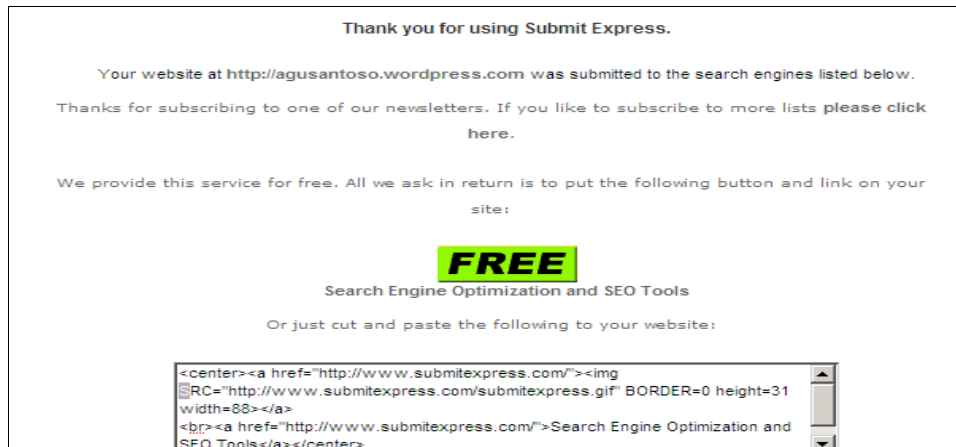 Thank you for using Submit Express.
Your website at http://agusantoso.wordpress.com was submitted to the search engines listed below.
Thanks for subscribing to one of our newsletters. If you like to subscribe to more lists please click
here.
We provide this service for free. All we ask in return is to put the following button and link on your
site:
FREE
Search Engine Optimization and SEO Tools
Or just cut and paste the following to your website:
<center><a href="http://www.submitexpress.com/"><img
SRC="http://www.submitexpress.com/submitexpress.gif" BORDER=0 height=31
width=88></a>
<br><a href="http://www.submitexpress.com/">Search Engine Optimization and
SEO Tools</a></center>